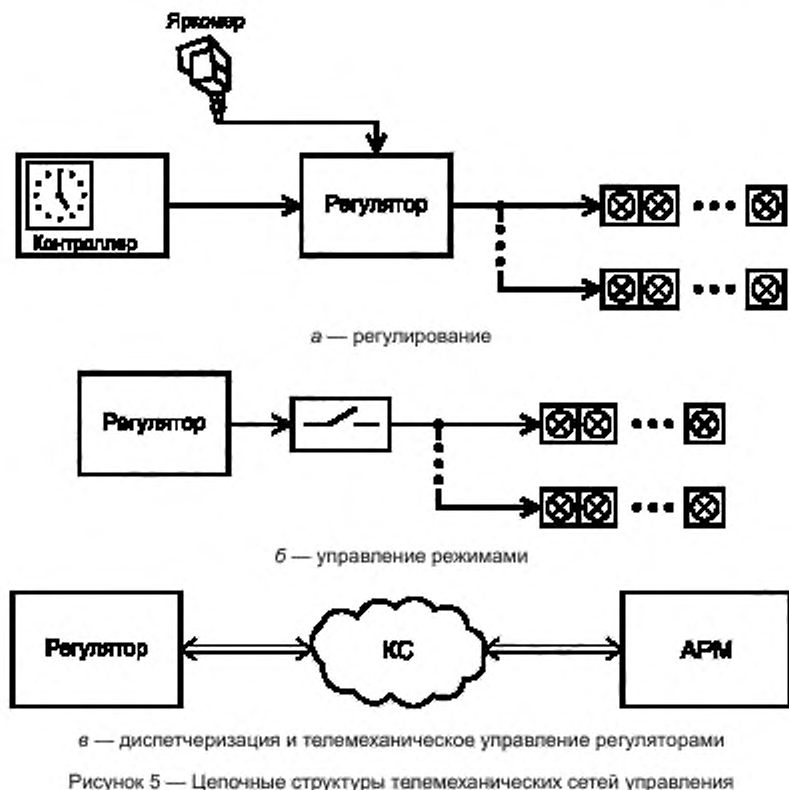 Яркомер
Регулятор
Контроллер
а — регулирование
Регулятор
б — управление режимами
Регулятор
КС
АРМ
в — диспетчеризация и телемеханическое управление регуляторами
Рисунок 5 — Цепочные структуры телемеханических сетей управления